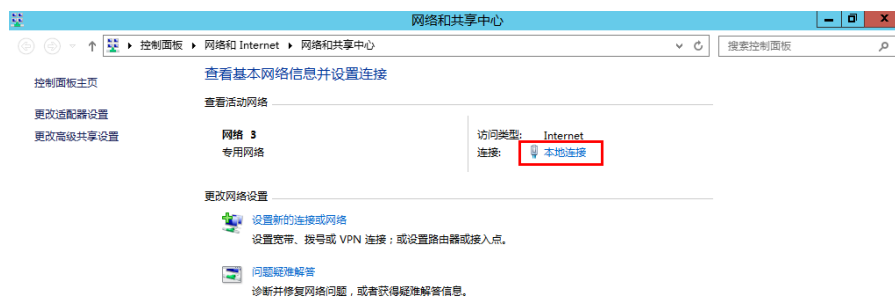 网络和共享中心
控制面板 网络和 Internet 网络和共享中心 搜索控制面板
控制面板主页
更改适配器设置
更改高级共享设置
查看基本网络信息并设置连接
查看活动网络
网络 3
专用网络
访问类型: Internet
连接: 本地连接
更改网络设置
设置新的连接或网络
设置宽带、拨号或 VPN 连接；或设置路由器或接入点。
问题疑难解答
诊断并修复网络问题，或者获得疑难解答信息。